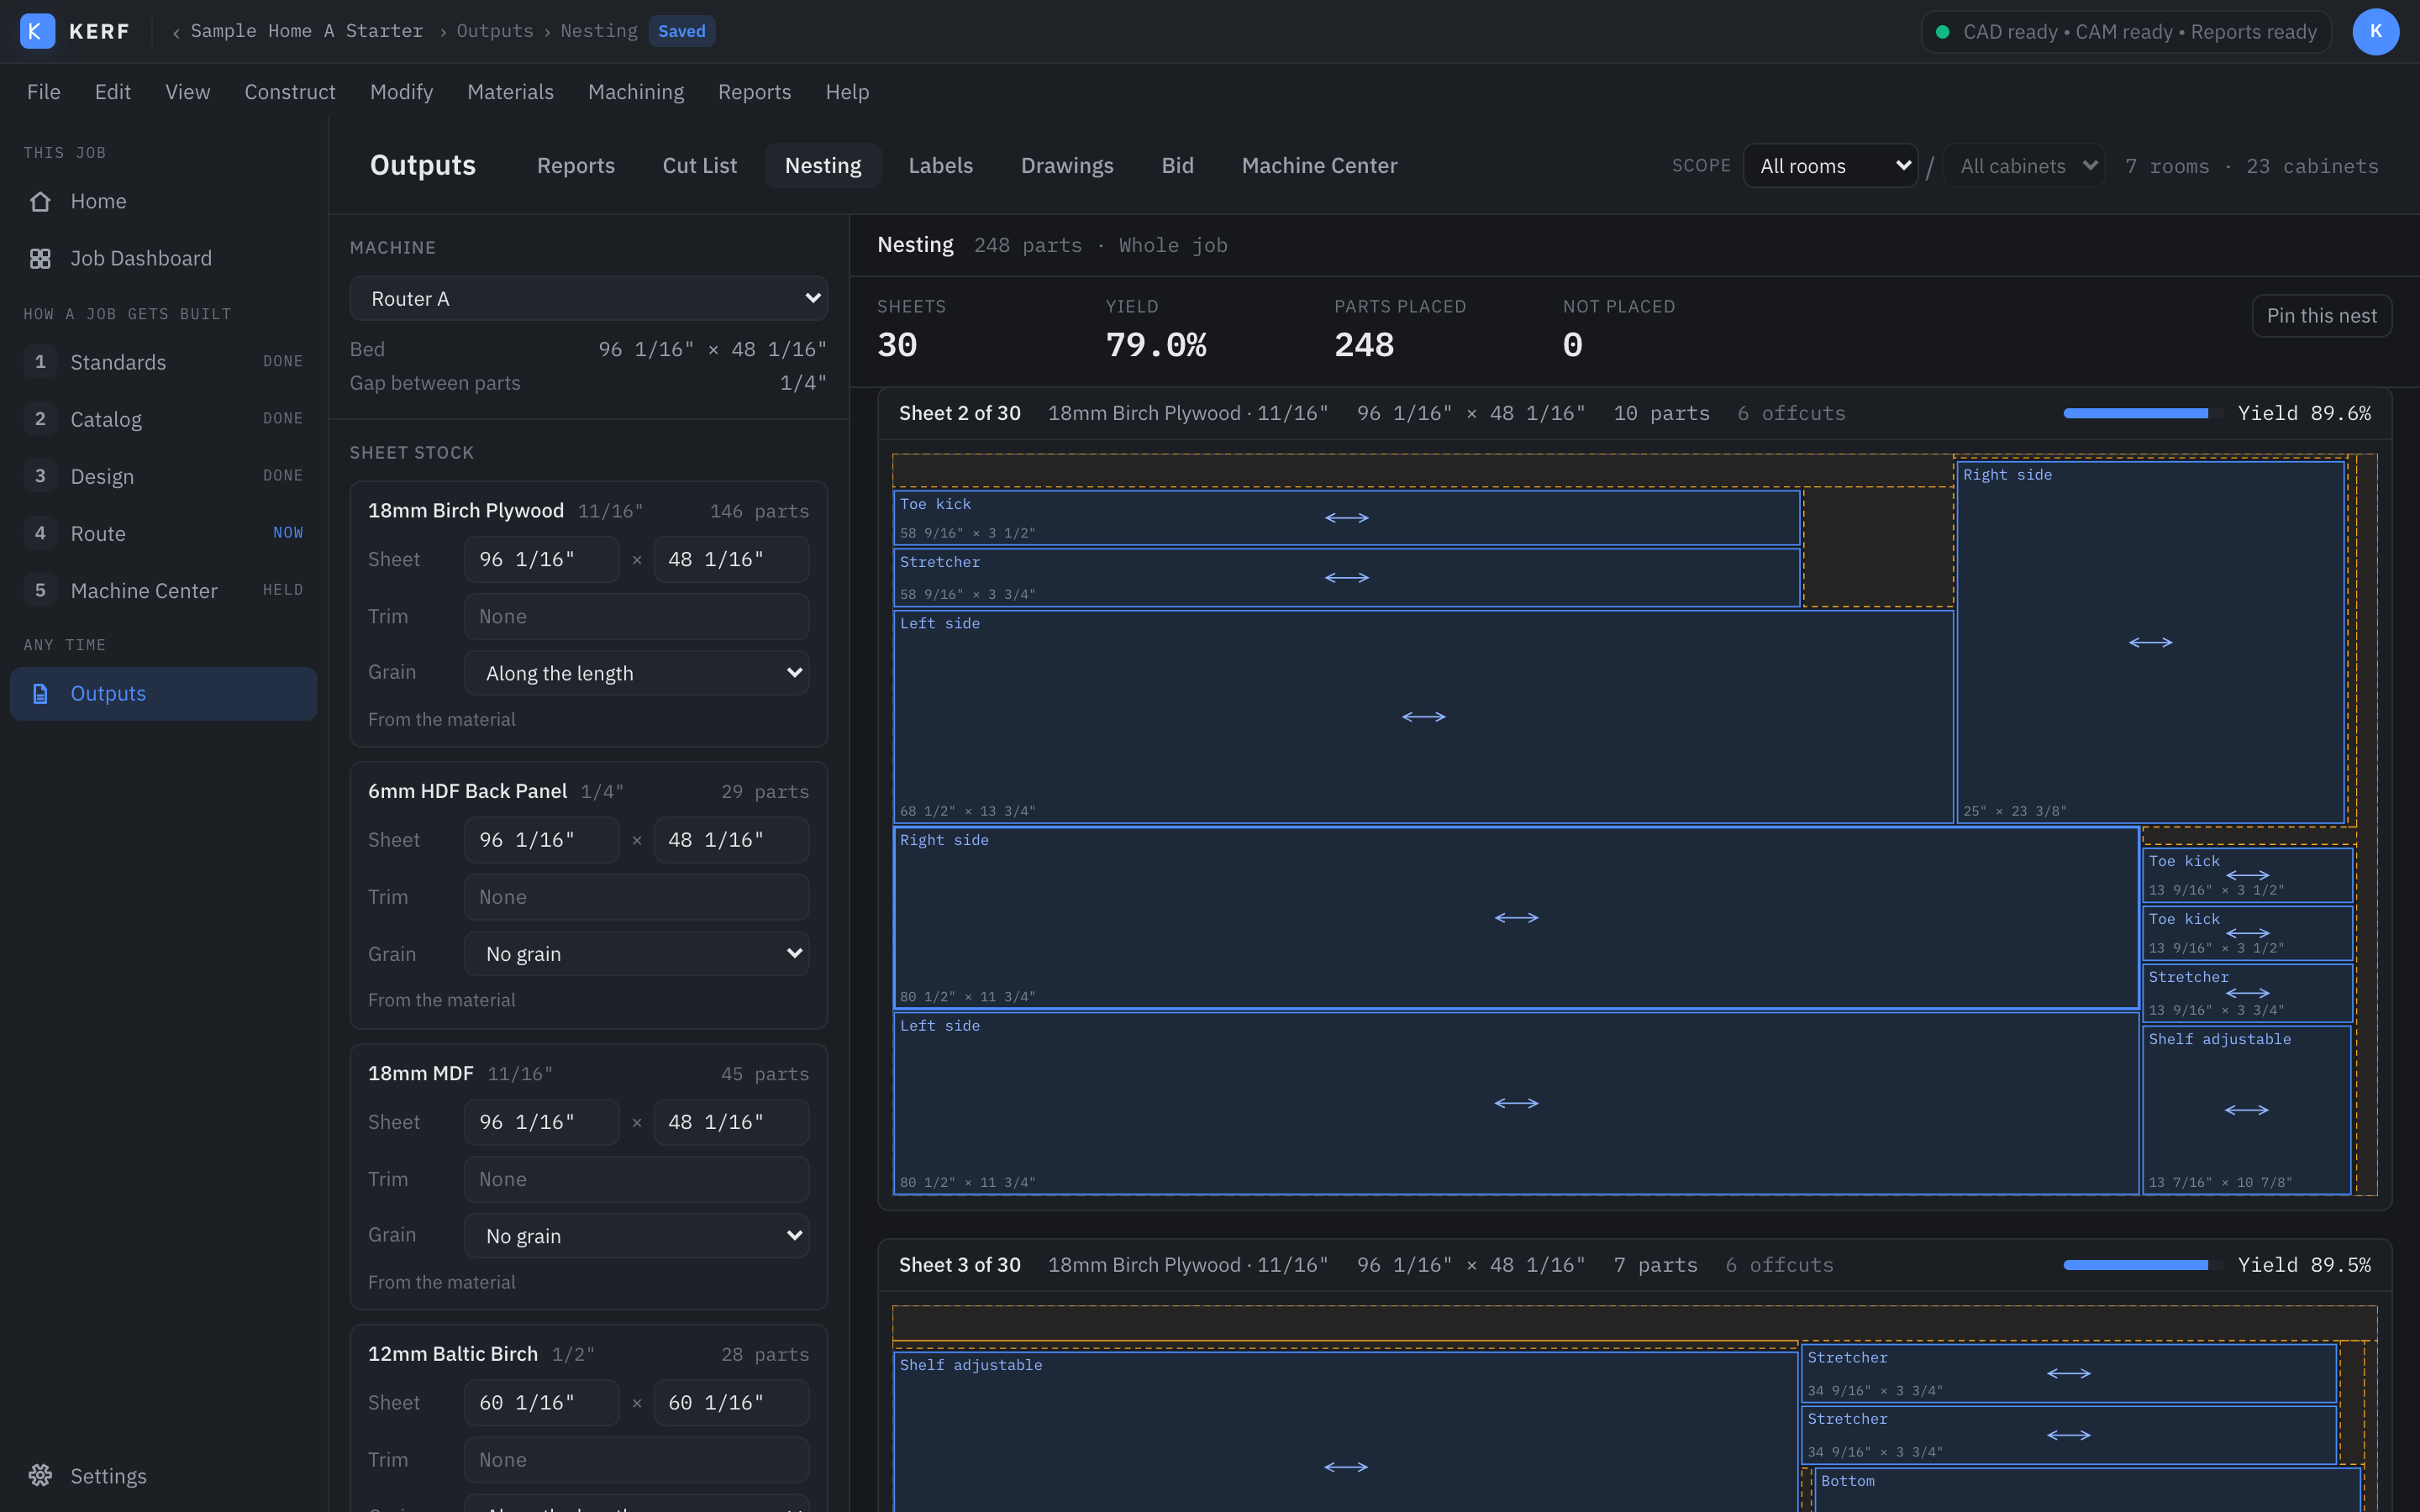 K KERF ‹ Sample Home A Starter › Outputs › Nesting Saved CAD ready • CAM ready • Reports ready K
File Edit View Construct Modify Materials Machining Reports Help
THIS JOB
Home
Job Dashboard
HOW A JOB GETS BUILT
1 Standards DONE
2 Catalog DONE
3 Design DONE
4 Route NOW
5 Machine Center HELD
ANY TIME
Outputs
Settings
Outputs Reports Cut List Nesting Labels Drawings Bid Machine Center SCOPE All rooms / All cabinets 7 rooms · 23 cabinets
MACHINE
Router A
Bed 96 1/16" × 48 1/16"
Gap between parts 1/4"
SHEET STOCK
18mm Birch Plywood 11/16" 146 parts
Sheet 96 1/16" × 48 1/16"
Trim None
Grain Along the length
From the material
6mm HDF Back Panel 1/4" 29 parts
Sheet 96 1/16" × 48 1/16"
Trim None
Grain No grain
From the material
18mm MDF 11/16" 45 parts
Sheet 96 1/16" × 48 1/16"
Trim None
Grain No grain
From the material
12mm Baltic Birch 1/2" 28 parts
Sheet 60 1/16" × 60 1/16"
Trim None
Nesting 248 parts · Whole job
SHEETS YIELD PARTS PLACED NOT PLACED
30 79.0% 248 0
Pin this nest
Sheet 2 of 30 18mm Birch Plywood · 11/16" 96 1/16" × 48 1/16" 10 parts 6 offcuts Yield 89.6%
Toe kick
58 9/16" × 3 1/2"
Stretcher
58 9/16" × 3 3/4"
Left side
68 1/2" × 13 3/4"
Right side
25" × 23 3/8"
Right side
80 1/2" × 11 3/4"
Left side
80 1/2" × 11 3/4"
Toe kick
13 9/16" × 3 1/2"
Toe kick
13 9/16" × 3 1/2"
Stretcher
13 9/16" × 3 3/4"
Shelf adjustable
13 7/16" × 10 7/8"
Sheet 3 of 30 18mm Birch Plywood · 11/16" 96 1/16" × 48 1/16" 7 parts 6 offcuts Yield 89.5%
Shelf adjustable
Stretcher
34 9/16" × 3 3/4"
Stretcher
34 9/16" × 3 3/4"
Bottom